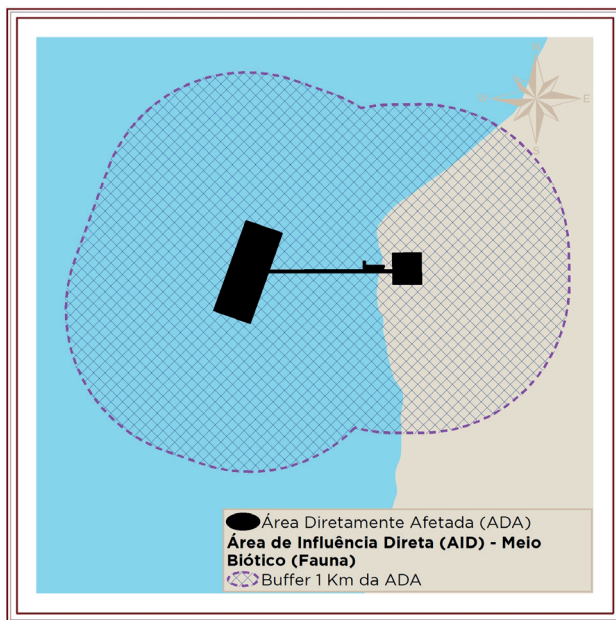 E
S
Área Diretamente Afetada (ADA)
Área de Influência Direta (AID) - Meio
Biótico (Fauna)
Buffer 1 Km da ADA